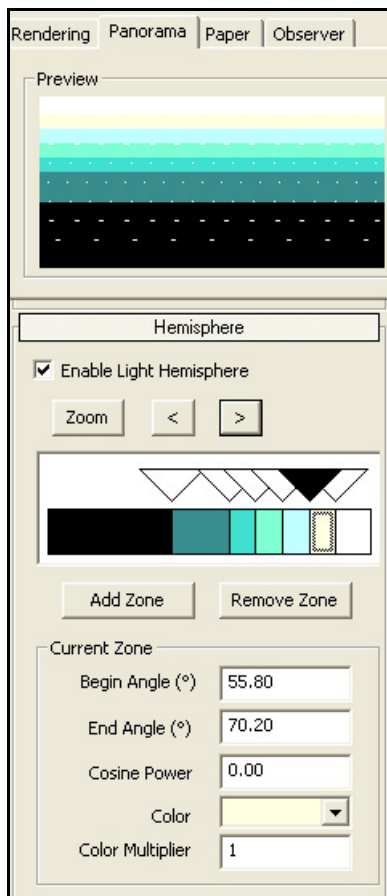 Rendering Panorama Paper Observer
Preview
Hemisphere
Enable Light Hemisphere
Zoom < >
Add Zone Remove Zone
Current Zone
Begin Angle (°) 55.80
End Angle (°) 70.20
Cosine Power 0.00
Color
Color Multiplier 1